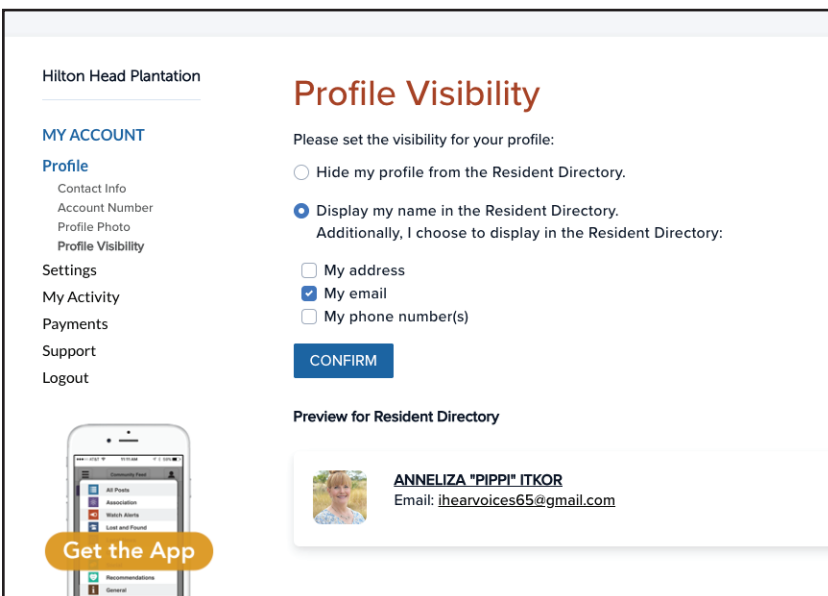 Hilton Head Plantation
MY ACCOUNT
Profile
Contact Info
Account Number
Profile Photo
Profile Visibility
Settings
My Activity
Payments
Support
Logout
Community Feed
All Posts
Association
Watch Alerts
Lost and Found
Get the App
Recommendations
General
Profile Visibility
Please set the visibility for your profile:
Hide my profile from the Resident Directory.
Display my name in the Resident Directory.
Additionally, I choose to display in the Resident Directory:
My address
My email
My phone number(s)
CONFIRM
Preview for Resident Directory
ANNELIZA "PIPPI" ITKOR
Email: ihearvoices65@gmail.com